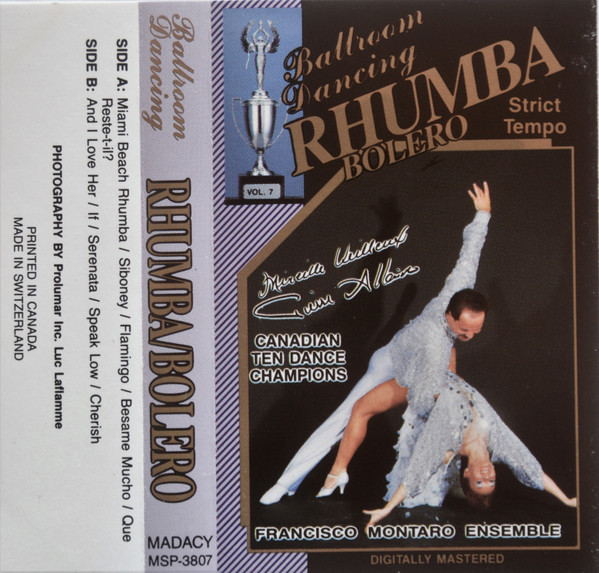 SIDE A: Miami Beach Rhumba / Siboney / Flamingo / Besame Mucho / Que
Reste-t-il?
SIDE B: And I Love Her / If / Serenata / Speak Low / Cherish
PHOTOGRAPHY BY Prolumar Inc. Luc Laflamme
PRINTED IN CANADA
MADE IN SWITZERLAND
Ballroom
Dancing
RHUMBA/BOLERO
MADACY
MSP-3807
VOL. 7
Ballroom
Dancing
RHUMBA
BOLERO
Strict
Tempo
CANADIAN
TEN DANCE
CHAMPIONS
FRANCISCO MONTARO ENSEMBLE
DIGITALLY MASTERED